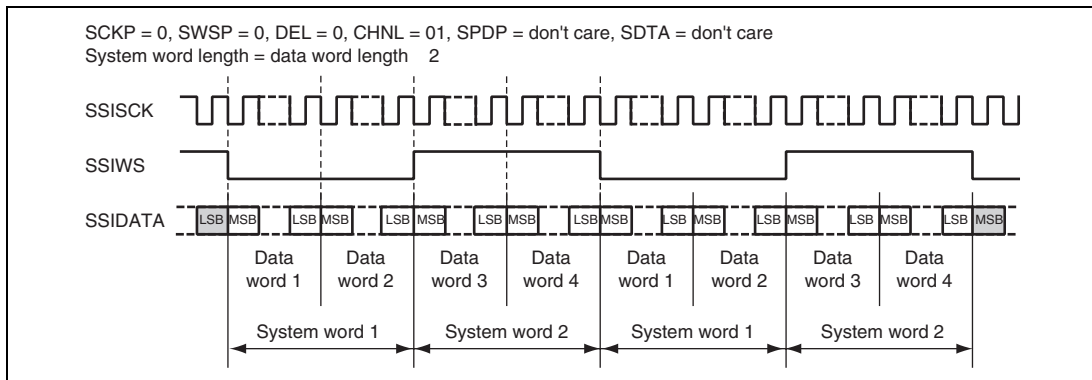 SCKP = 0, SWSP = 0, DEL = 0, CHNL = 01, SPDP = don't care, SDTA = don't care
System word length = data word length 2
SSISCK
SSIWS
SSIDATA
LSB MSB LSB MSB LSB MSB LSB MSB LSB MSB LSB MSB LSB MSB LSB MSB LSB MSB
Data word 1 Data word 2 Data word 3 Data word 4 Data word 1 Data word 2 Data word 3 Data word 4
System word 1 System word 2 System word 1 System word 2